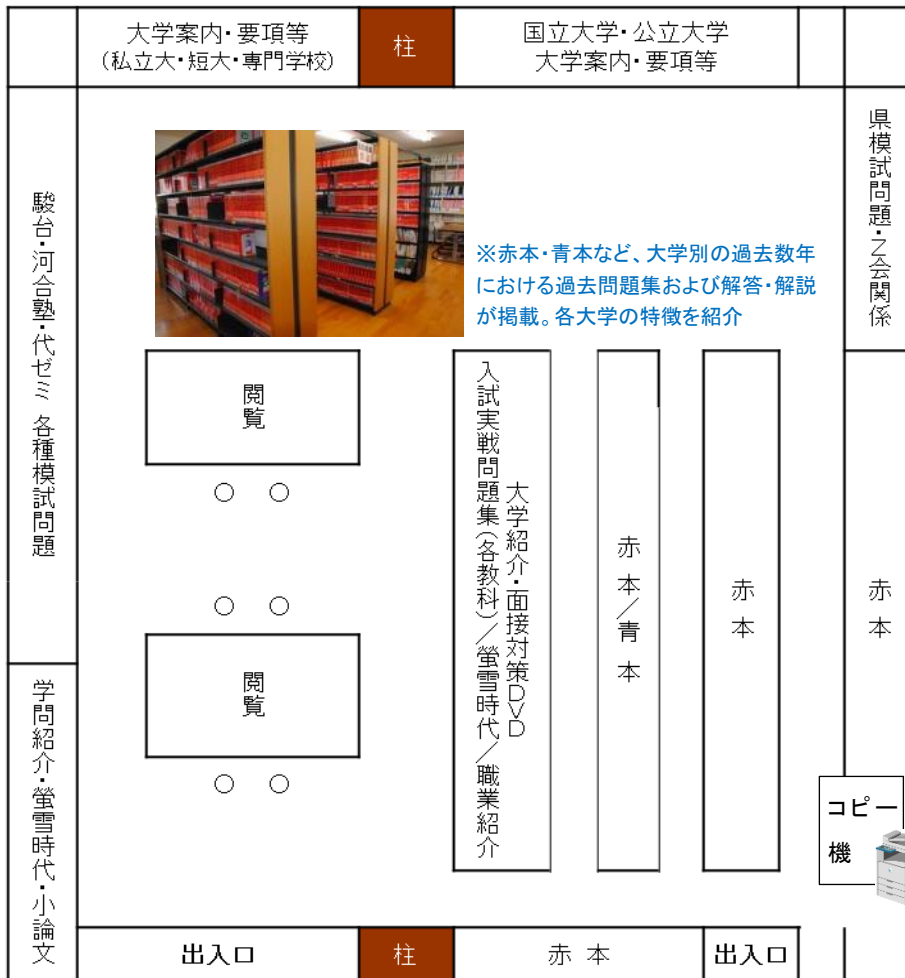 大学案内・要項等
(私立大・短大・専門学校)
柱
国立大学・公立大学
大学案内・要項等
駿台・河合塾・代ゼミ 各種模試問題
県模試問題・Z会関係
※赤本・青本など、大学別の過去数年
における過去問題集および解答・解説
が掲載。各大学の特徴を紹介
閲覧
閲覧
大学紹介・面接対策DVD
入試実戦問題集(各教科)/螢雪時代/職業紹介
赤本/青本
赤本
赤本
学問紹介・螢雪時代・小論文
コピー
機
出入口
柱
赤本
出入口